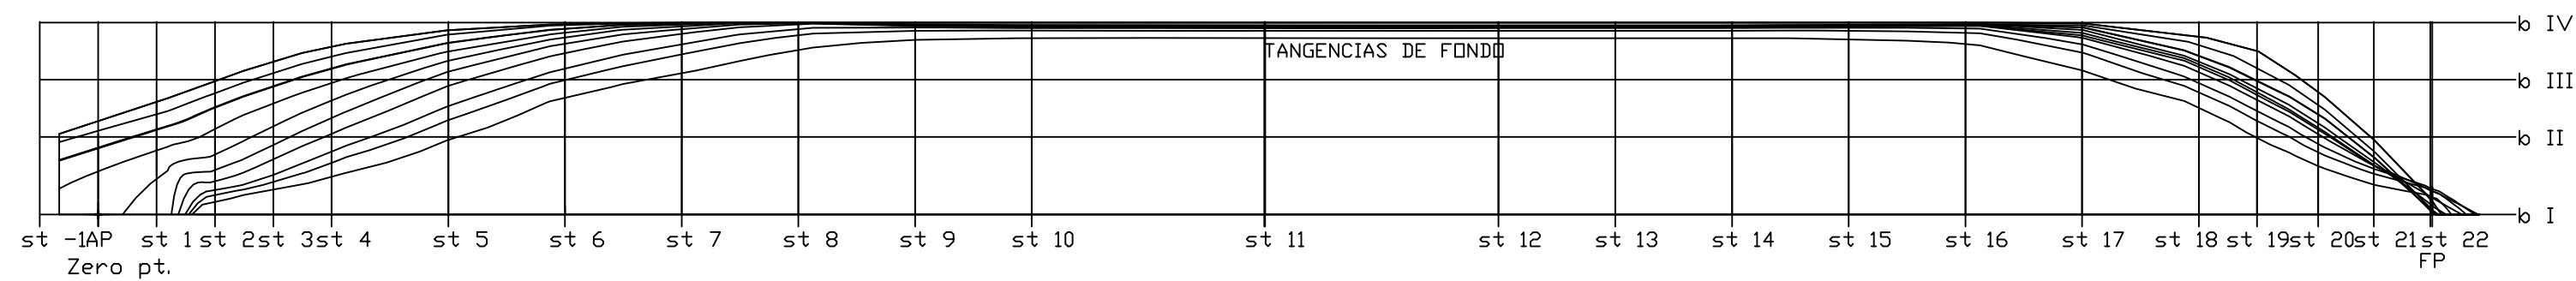 b IV
TANGENCIAS DE FONDO
b III
b II
b I
st -1 AP st 1 st 2 st 3 st 4 st 5 st 6 st 7 st 8 st 9 st 10 st 11 st 12 st 13 st 14 st 15 st 16 st 17 st 18 st 19 st 20 st 21 st 22
Zero pt. FP